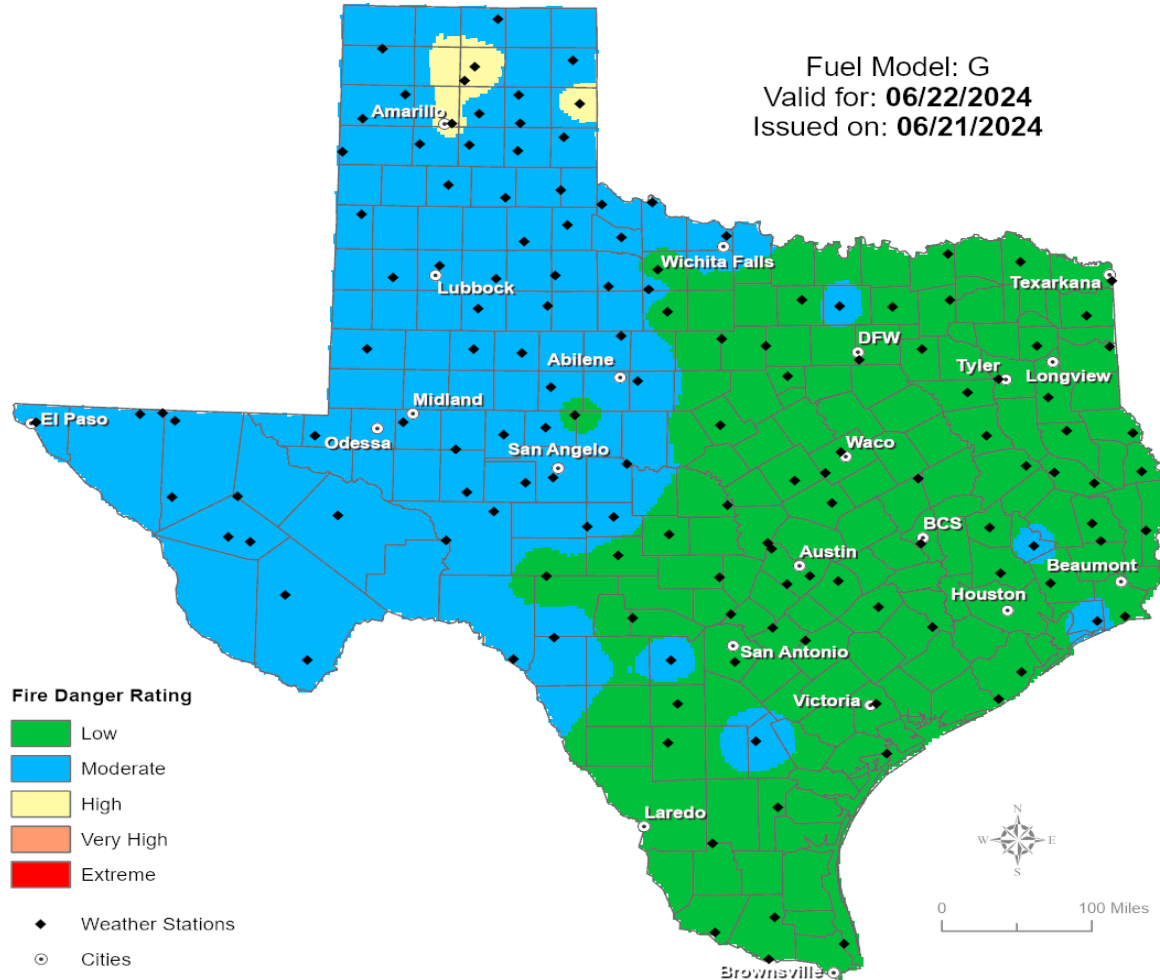 Fuel Model: G
Valid for: 06/22/2024
Issued on: 06/21/2024
Amarillo
Wichita Falls
Lubbock
Texarkana
DFW
Abilene
Tyler
Longview
El Paso
Midland
Odessa
San Angelo
Waco
BCS
Austin
Beaumont
Houston
San Antonio
Victoria
Laredo
Brownsville
Fire Danger Rating
Low
Moderate
High
Very High
Extreme
Weather Stations
Cities
N
W E
S
0 100 Miles